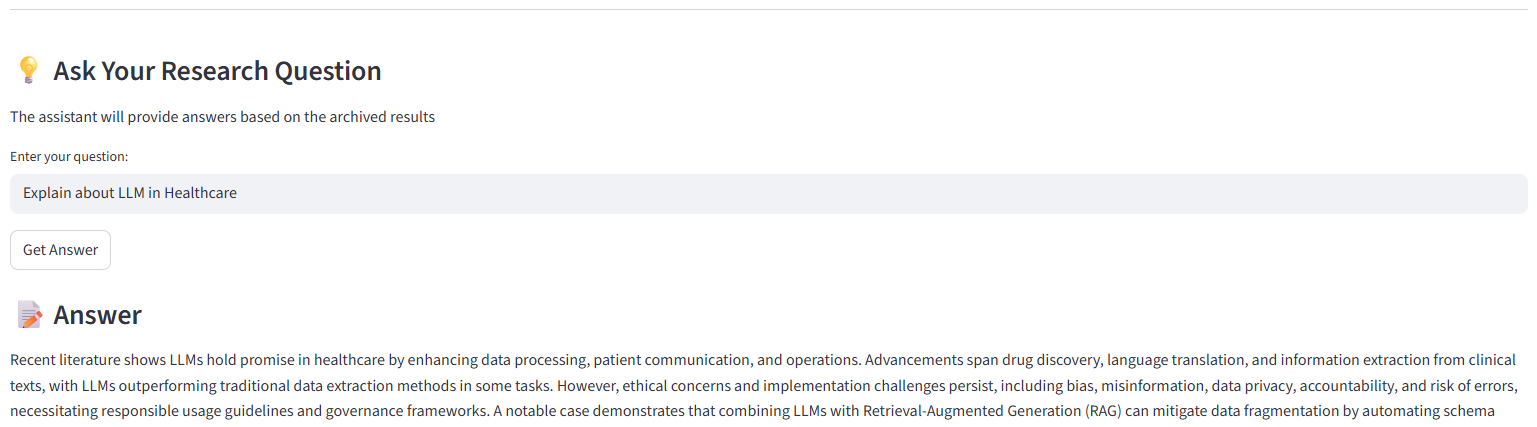 Ask Your Research Question
The assistant will provide answers based on the archived results
Enter your question:
Explain about LLM in Healthcare
Get Answer
Answer
Recent literature shows LLMs hold promise in healthcare by enhancing data processing, patient communication, and operations. Advancements span drug discovery, language translation, and information extraction from clinical
texts, with LLMs outperforming traditional data extraction methods in some tasks. However, ethical concerns and implementation challenges persist, including bias, misinformation, data privacy, accountability, and risk of errors,
necessitating responsible usage guidelines and governance frameworks. A notable case demonstrates that combining LLMs with Retrieval-Augmented Generation (RAG) can mitigate data fragmentation by automating schema